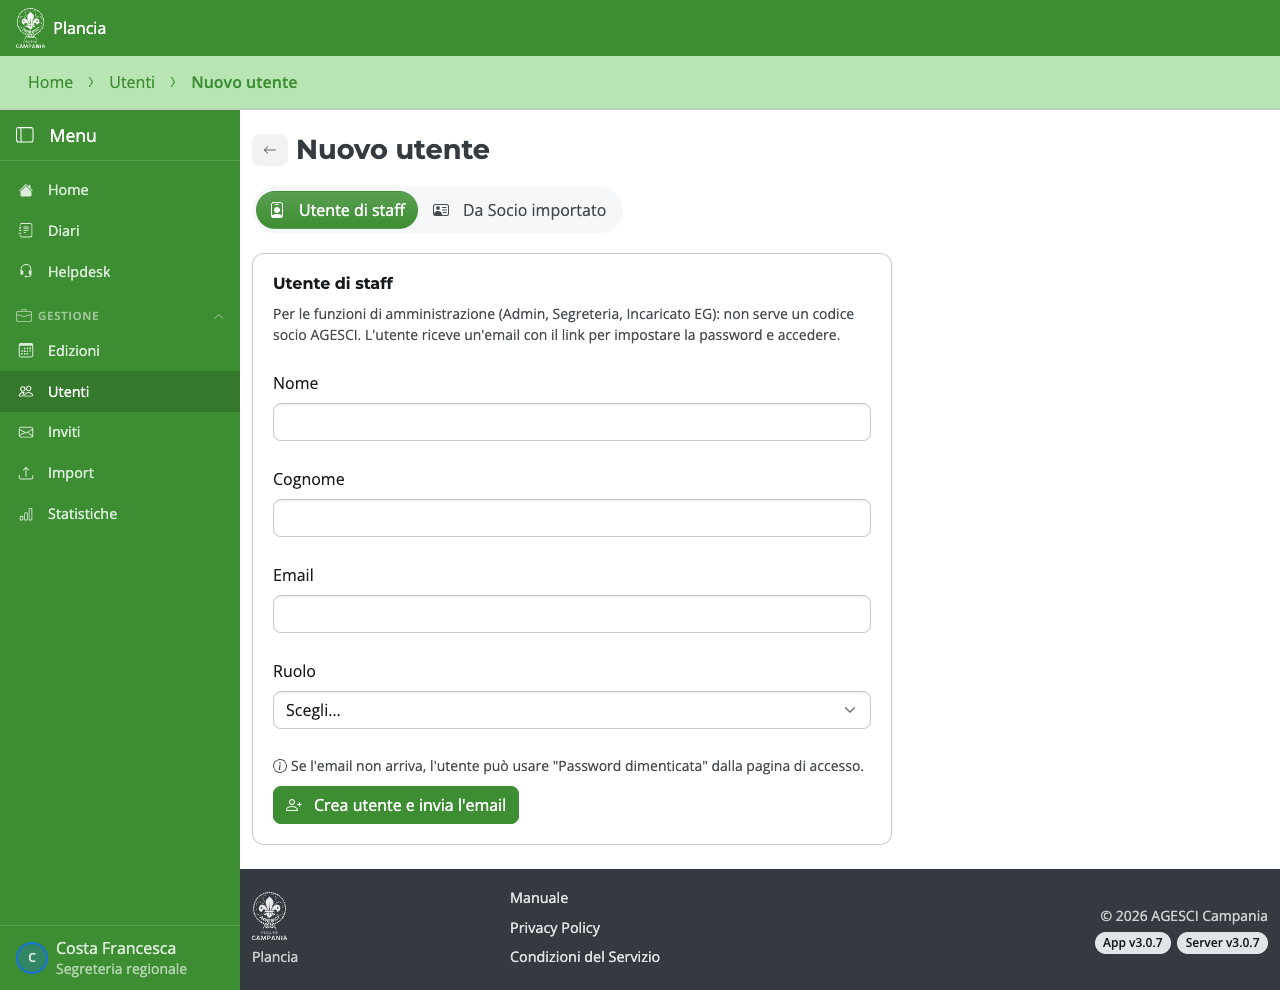 Plancia
CAMPANIA
Home > Utenti > Nuovo utente
Menu
Home
Diari
Helpdesk
GESTIONE
Edizioni
Utenti
Inviti
Import
Statistiche
Costa Francesca
C
Segreteria regionale
← Nuovo utente
Utente di staff
Da Socio importato
Utente di staff
Per le funzioni di amministrazione (Admin, Segreteria, Incaricato EG): non serve un codice
socio AGESCI. L'utente riceve un'email con il link per impostare la password e accedere.
Nome
Cognome
Email
Ruolo
Scegli...
Se l'email non arriva, l'utente può usare "Password dimenticata" dalla pagina di accesso.
Crea utente e invia l'email
CAMPANIA
Plancia
Manuale
Privacy Policy
Condizioni del Servizio
© 2026 AGESCI Campania
App v3.0.7
Server v3.0.7